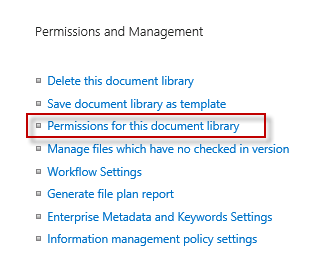 Permissions and Management
Delete this document library
Save document library as template
Permissions for this document library
Manage files which have no checked in version
Workflow Settings
Generate file plan report
Enterprise Metadata and Keywords Settings
Information management policy settings